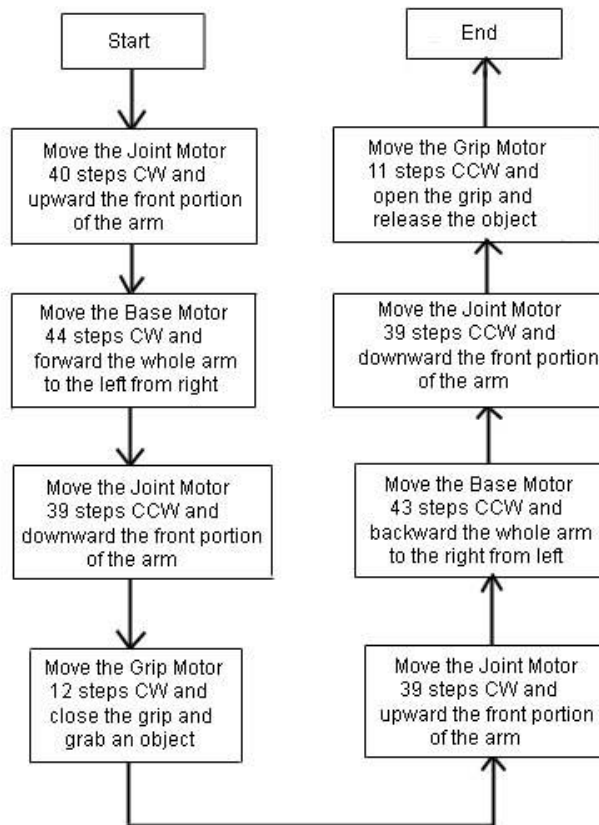 Start
Move the Joint Motor
40 steps CW and
upward the front portion
of the arm
Move the Base Motor
44 steps CW and
forward the whole arm
to the left from right
Move the Joint Motor
39 steps CCW and
downward the front portion
of the arm
Move the Grip Motor
12 steps CW and
close the grip and
grab an object
Move the Joint Motor
39 steps CW and
upward the front portion
of the arm
Move the Base Motor
43 steps CCW and
backward the whole arm
to the right from left
Move the Joint Motor
39 steps CCW and
downward the front portion
of the arm
Move the Grip Motor
11 steps CCW and
open the grip and
release the object
End